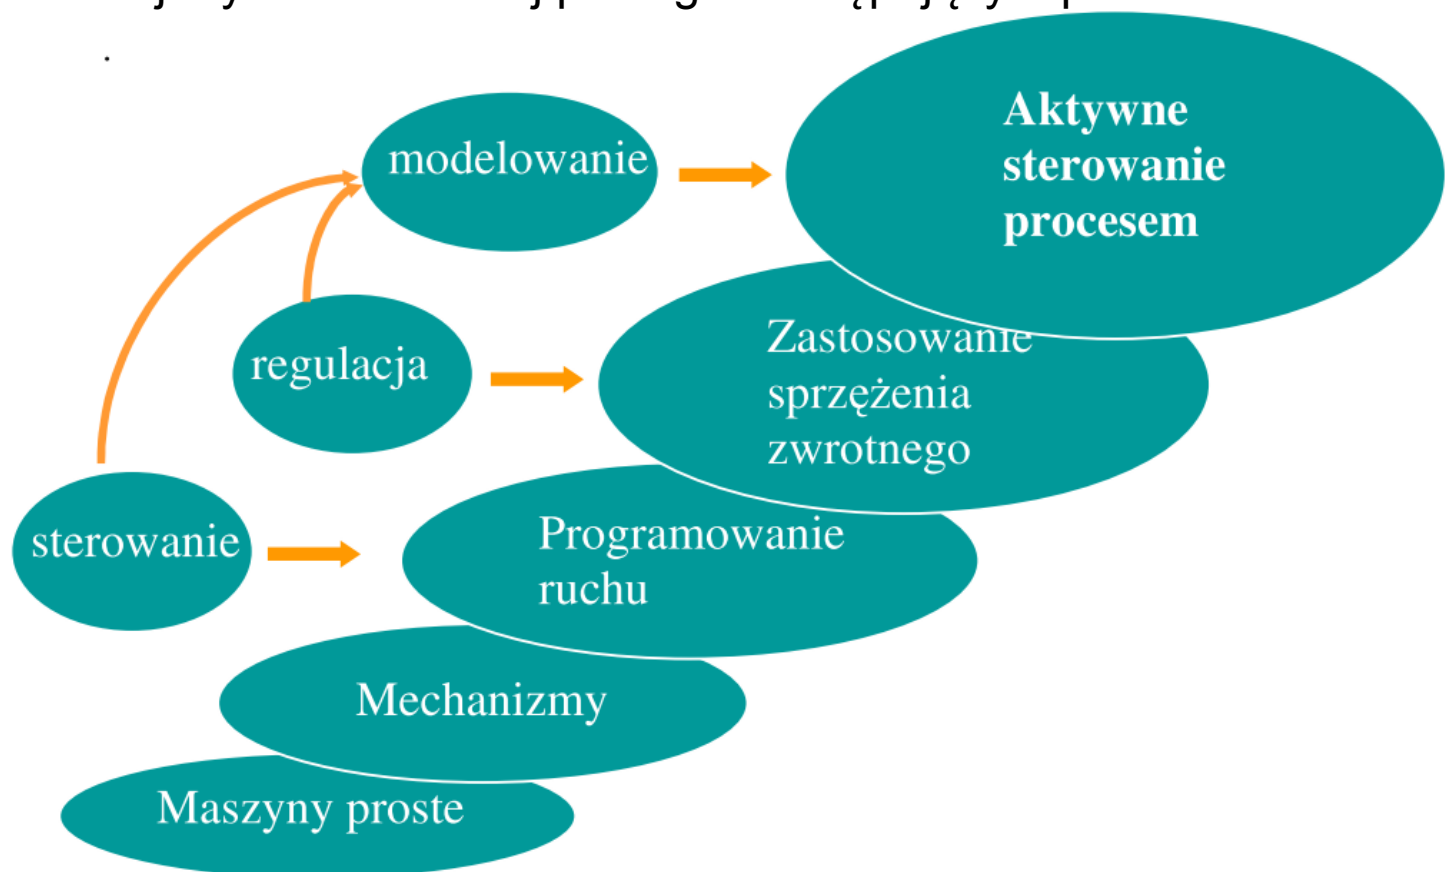 Aktywne
sterowanie
procesem
modelowanie
Zastosowanie
sprzężenia
zwrotnego
regulacja
Programowanie
ruchu
sterowanie
Mechanizmy
Maszyny proste